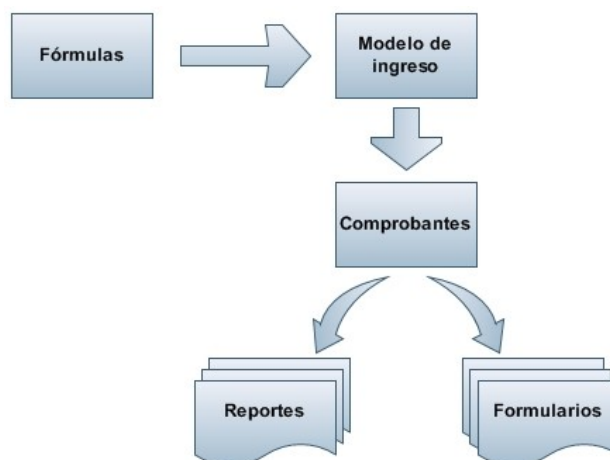 Fórmulas
Modelo de
ingreso
Comprobantes
Reportes
Formularios